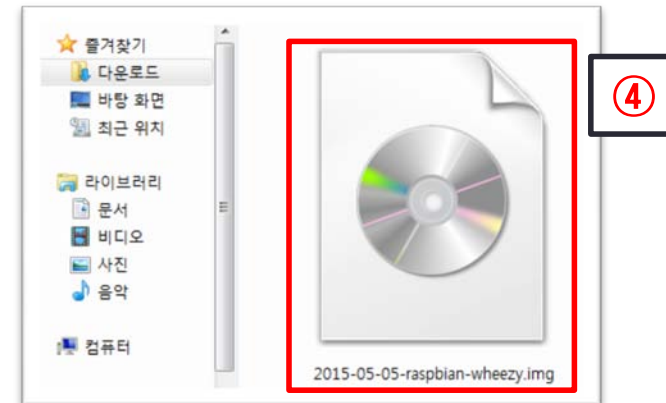 즐겨찾기
다운로드
바탕 화면
최근 위치
라이브러리
문서
비디오
사진
음악
컴퓨터
2015-05-05-raspbian-wheezy.img
④